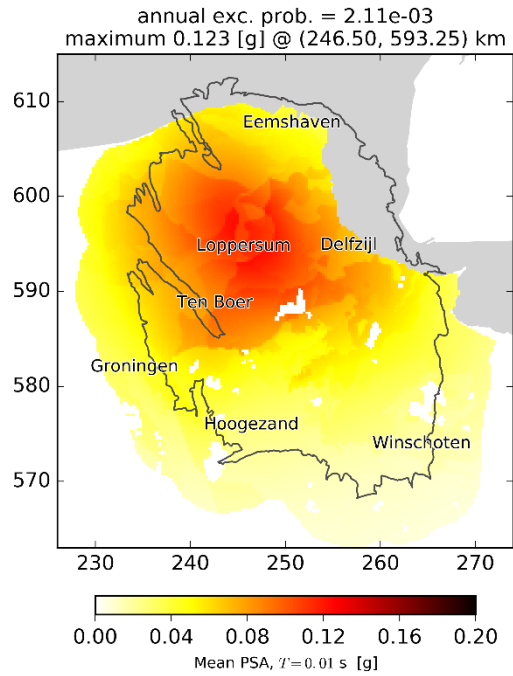 annual exc. prob. = 2.11e-03
maximum 0.123 [g] @ (246.50, 593.25) km
610
Eemshaven
600
Loppersum Delfzijl
590
Ten Boer
Groningen
580
Hoogezand
Winschoten
570
230 240 250 260 270
0.00 0.04 0.08 0.12 0.16 0.20
Mean PSA, T=0.01 s [g]